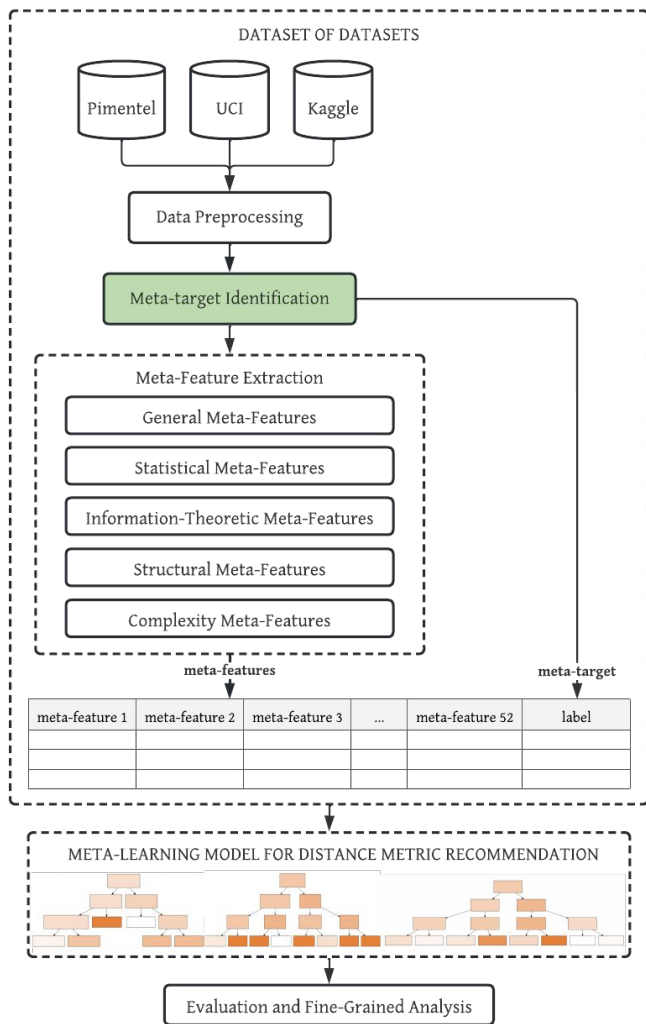 DATASET OF DATASETS
Pimentel
UCI
Kaggle
Data Preprocessing
Meta-target Identification
Meta-Feature Extraction
General Meta-Features
Statistical Meta-Features
Information-Theoretic Meta-Features
Structural Meta-Features
Complexity Meta-Features
meta-features
meta-target
meta-feature 1 meta-feature 2 meta-feature 3 ... meta-feature 52 label
META-LEARNING MODEL FOR DISTANCE METRIC RECOMMENDATION
Evaluation and Fine-Grained Analysis